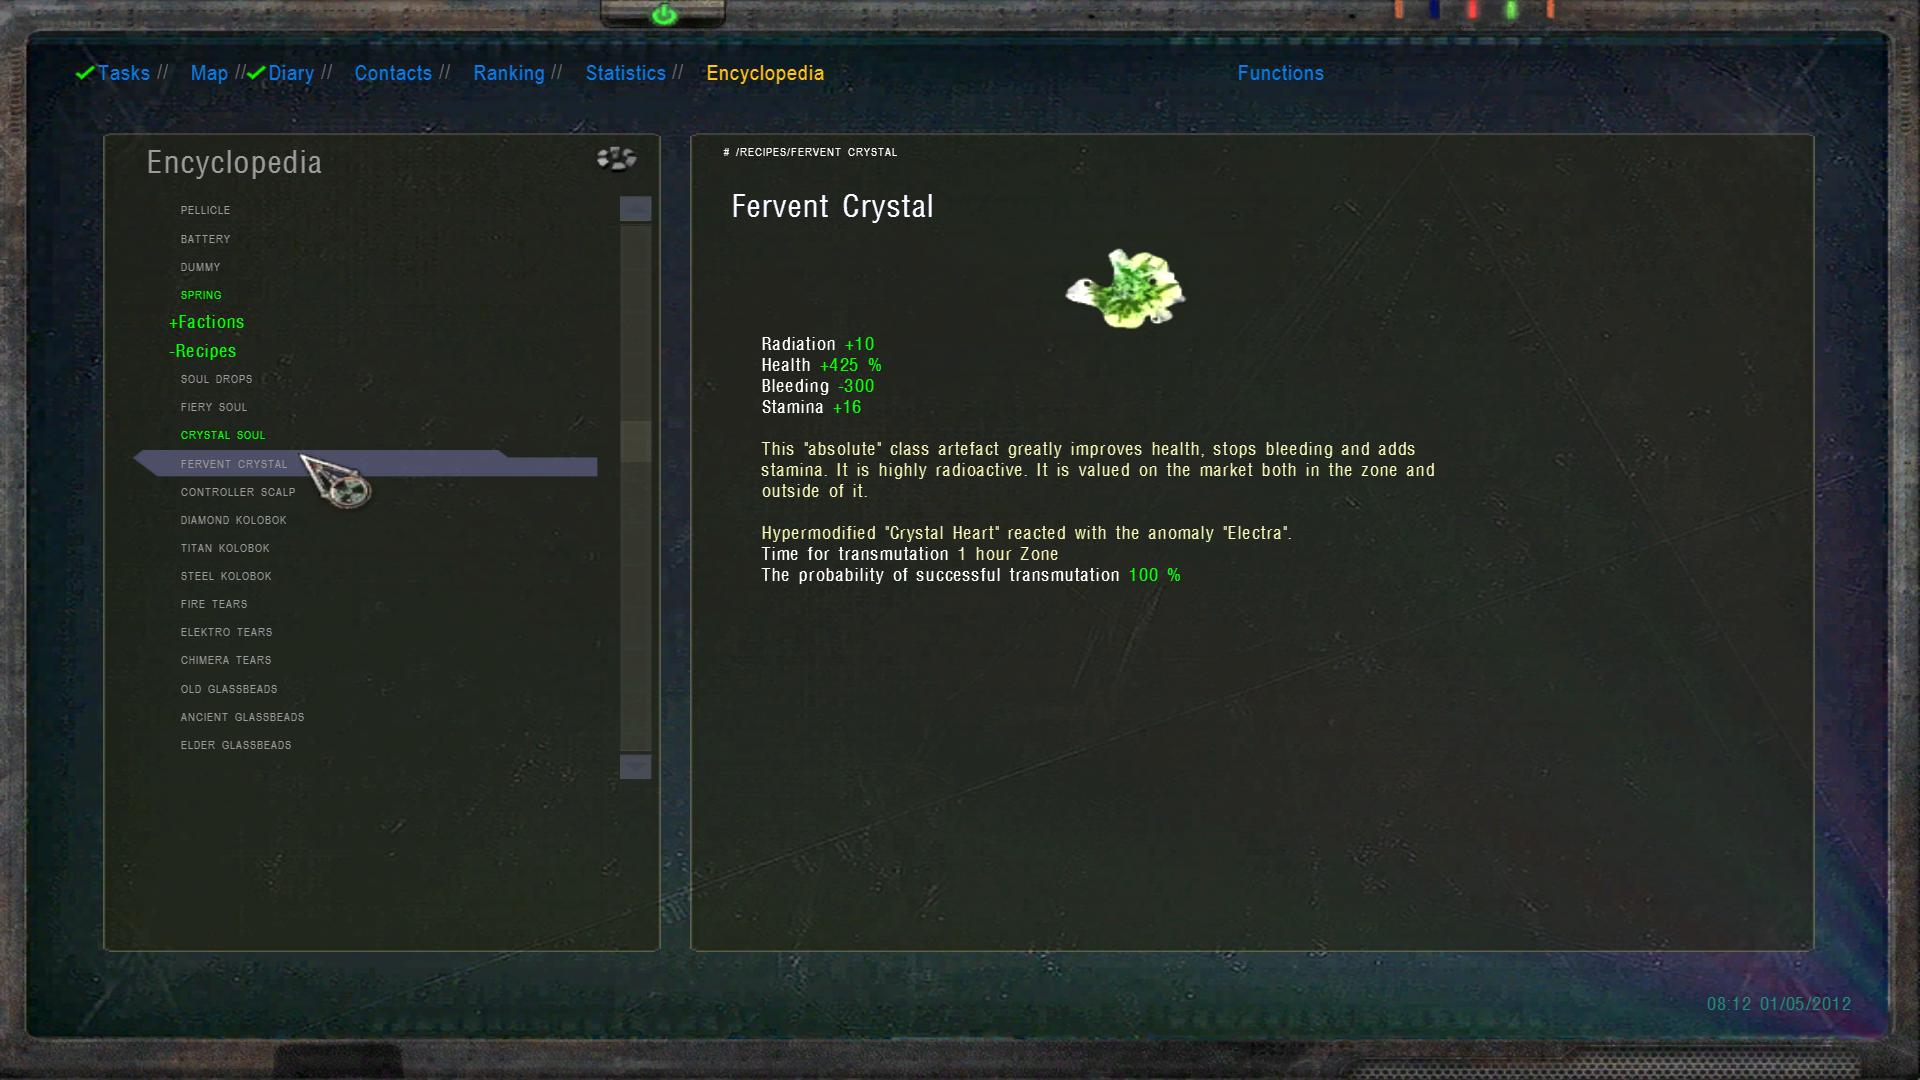 Tasks // Map // Diary // Contacts // Ranking // Statistics // Encyclopedia Functions
Encyclopedia
PELLICLE
BATTERY
DUMMY
SPRING
+Factions
-Recipes
SOUL DROPS
FIERY SOUL
CRYSTAL SOUL
FERVENT CRYSTAL
CONTROLLER SCALP
DIAMOND KOLOBOK
TITAN KOLOBOK
STEEL KOLOBOK
FIRE TEARS
ELEKTRO TEARS
CHIMERA TEARS
OLD GLASSBEADS
ANCIENT GLASSBEADS
ELDER GLASSBEADS
# /RECIPES/FERVENT CRYSTAL
Fervent Crystal
Radiation +10
Health +425 %
Bleeding -300
Stamina +16
This "absolute" class artefact greatly improves health, stops bleeding and adds
stamina. It is highly radioactive. It is valued on the market both in the zone and
outside of it.
Hypermodified "Crystal Heart" reacted with the anomaly "Electra".
Time for transmutation 1 hour Zone
The probability of successful transmutation 100 %
08:12 01/05/2012